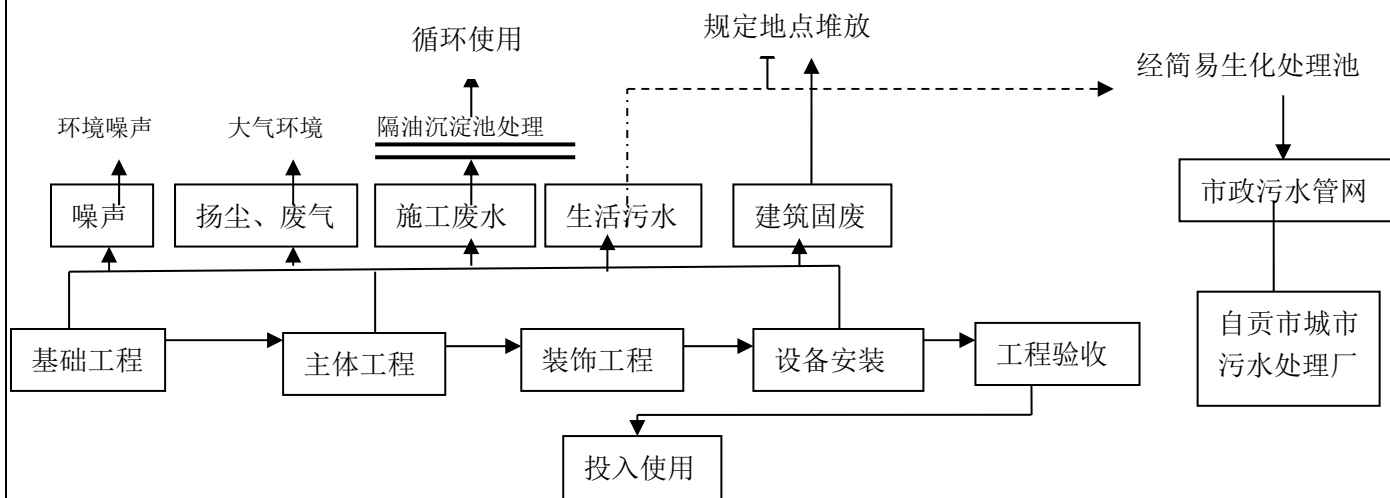 规定地点堆放
循环使用
经简易生化处理池
环境噪声
大气环境
隔油沉淀池处理
噪声
扬尘、废气
施工废水
生活污水
建筑固废
市政污水管网
基础工程
主体工程
装饰工程
设备安装
工程验收
自贡市城市
污水处理厂
投入使用